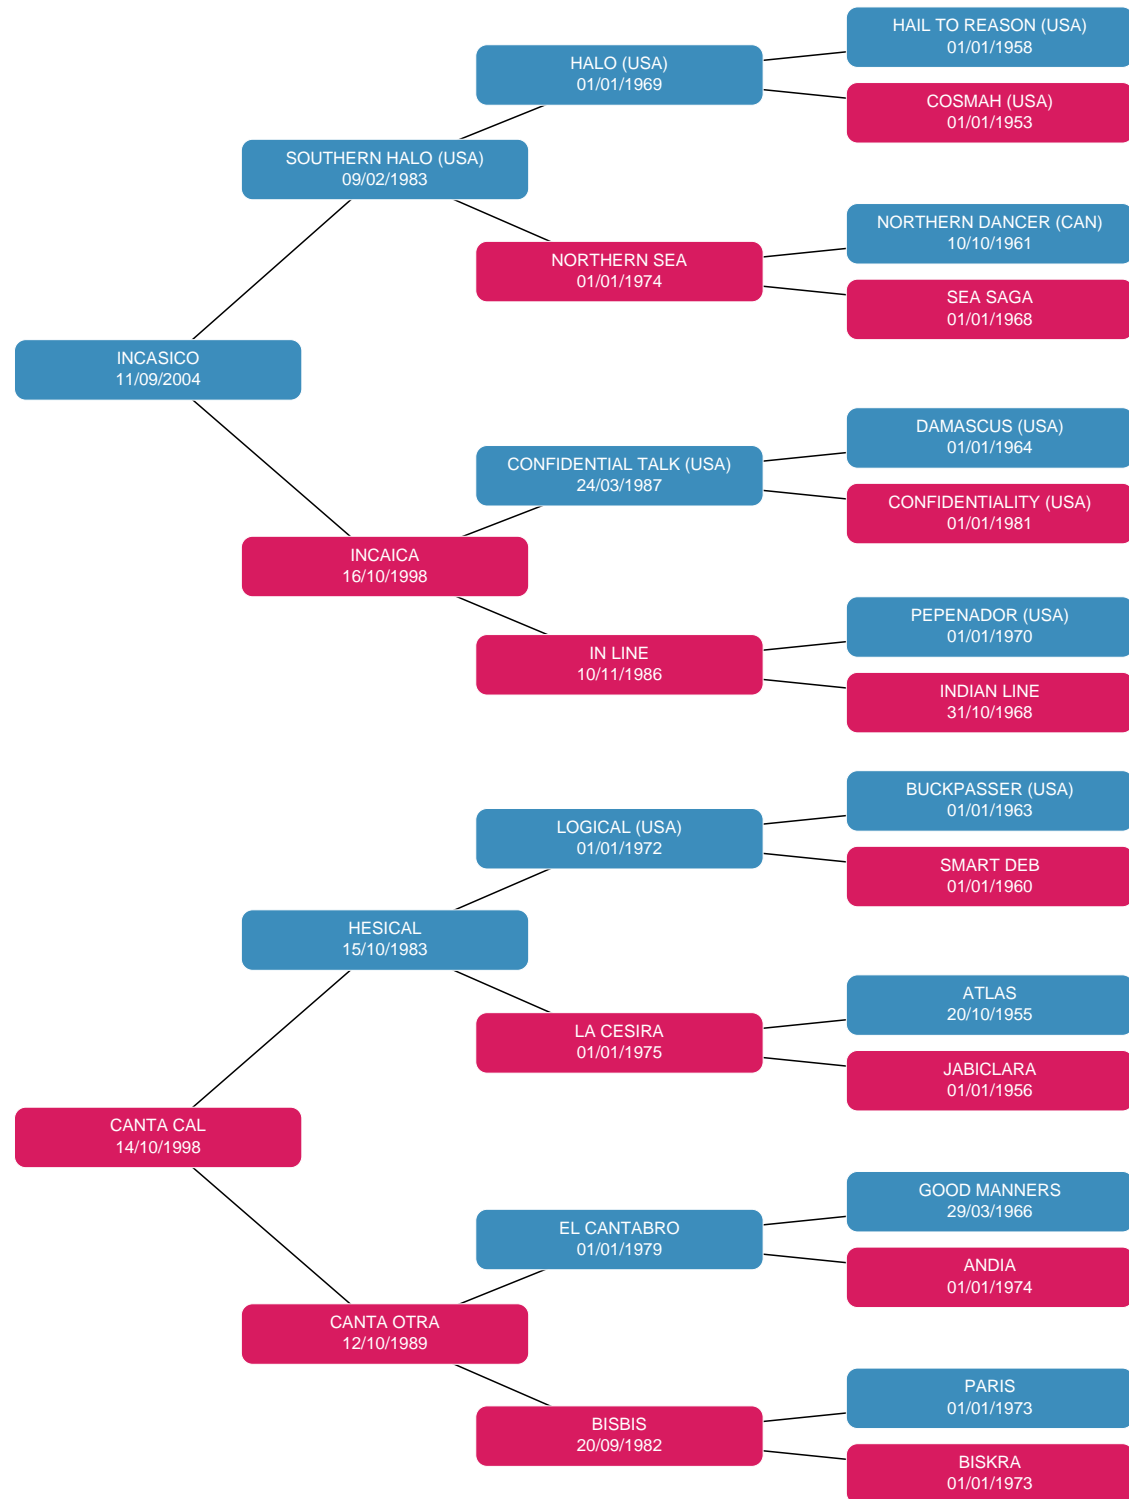 HAIL TO REASON (USA)
01/01/1958
HALO (USA)
01/01/1969
COSMAH (USA)
01/01/1953
SOUTHERN HALO (USA)
09/02/1983
NORTHERN DANCER (CAN)
10/10/1961
NORTHERN SEA
01/01/1974
SEA SAGA
01/01/1968
INCASICO
11/09/2004
DAMASCUS (USA)
01/01/1964
CONFIDENTIAL TALK (USA)
24/03/1987
CONFIDENTIALITY (USA)
01/01/1981
INCAICA
16/10/1998
PEPENADOR (USA)
01/01/1970
IN LINE
10/11/1986
INDIAN LINE
31/10/1968
BUCKPASSER (USA)
01/01/1963
LOGICAL (USA)
01/01/1972
SMART DEB
01/01/1960
HESICAL
15/10/1983
ATLAS
20/10/1955
LA CESIRA
01/01/1975
JABICLARA
01/01/1956
CANTA CAL
14/10/1998
GOOD MANNERS
29/03/1966
EL CANTABRO
01/01/1979
ANDIA
01/01/1974
CANTA OTRA
12/10/1989
PARIS
01/01/1973
BISBIS
20/09/1982
BISKRA
01/01/1973